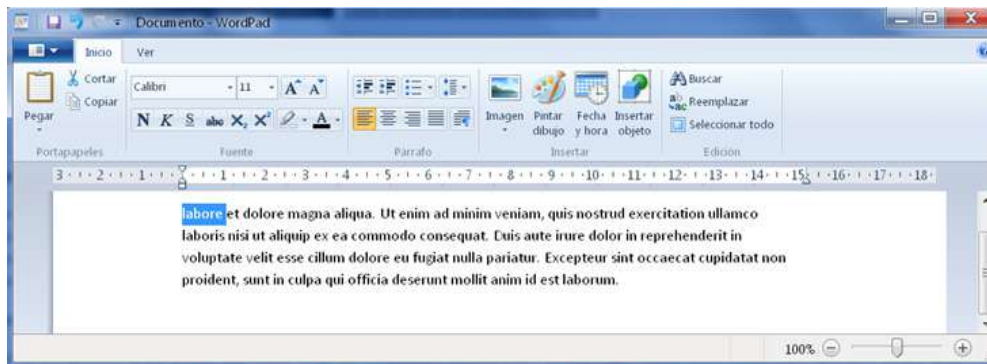 Documento - WordPad
Inicio Ver
Pegar
Cortar
Copiar
Portapapeles
Calibri 11 A A
N K S abc X₂ X² A
Fuente
Párrafo
Imagen
Pintar dibujo
Fecha y hora
Insertar objeto
Insertar
Buscar
Reemplazar
Seleccionar todo
Edición
3 2 1 1 2 3 4 5 6 7 8 9 10 11 12 13 14 15 16 17 18
labore et dolore magna aliqua. Ut enim ad minim veniam, quis nostrud exercitation ullamco
laboris nisi ut aliquip ex ea commodo consequat. Duis aute irure dolor in reprehenderit in
voluptate velit esse cillum dolore eu fugiat nulla pariatur. Excepteur sint occaecat cupidatat non
proident, sunt in culpa qui officia deserunt mollit anim id est laborum.
100%